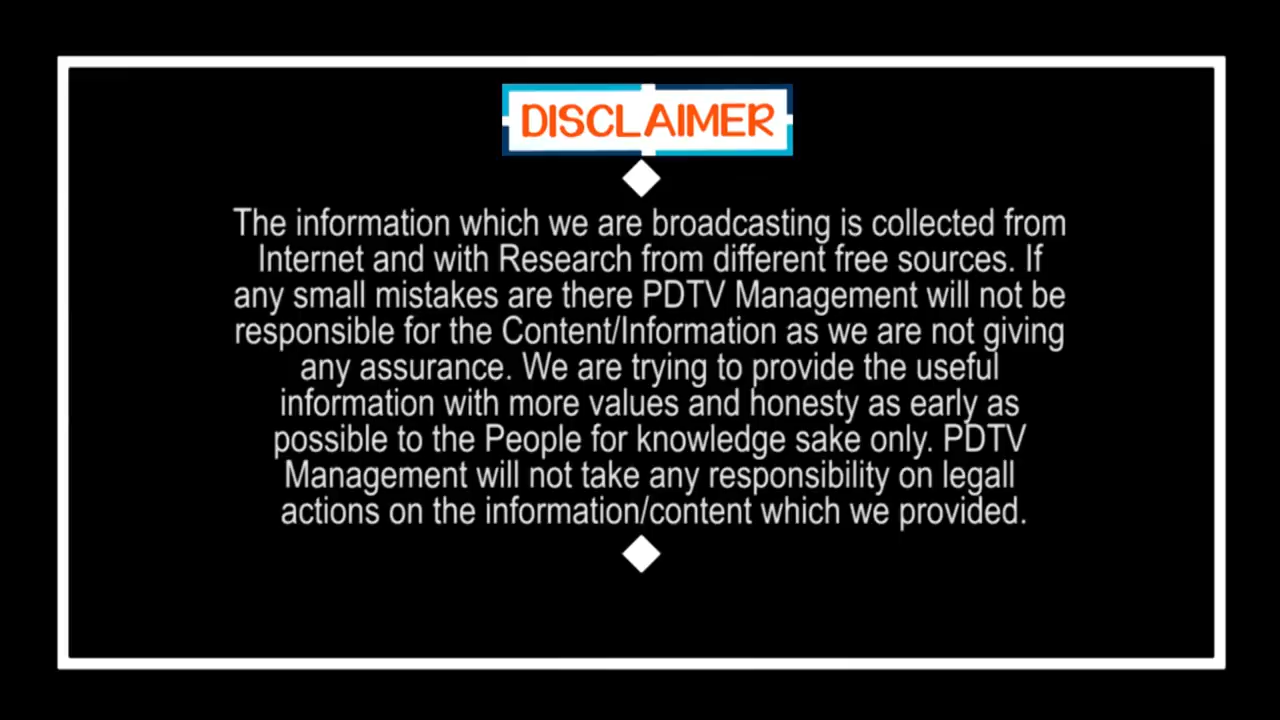 DISCLAIMER
The information which we are broadcasting is collected from
Internet and with Research from different free sources. If
any small mistakes are there PDTV Management will not be
responsible for the Content/Information as we are not giving
any assurance. We are trying to provide the useful
information with more values and honesty as early as
possible to the People for knowledge sake only. PDTV
Management will not take any responsibility on legall
actions on the information/content which we provided.